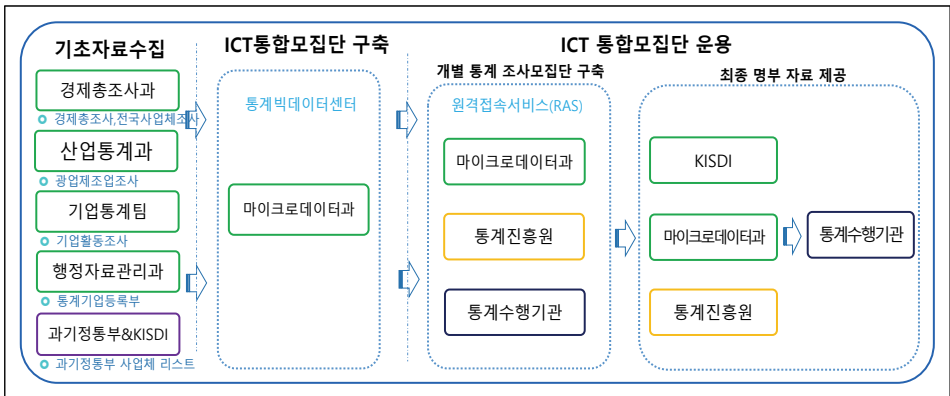 기초자료수집
경제총조사과
경제총조사,전국사업체조사
산업통계과
광업제조업조사
기업통계팀
기업활동조사
행정자료관리과
통계기업등록부
과기정통부&KISDI
과기정통부 사업체 리스트
ICT통합모집단 구축
통계빅데이터센터
마이크로데이터과
ICT 통합모집단 운용
개별 통계 조사모집단 구축
원격접속서비스(RAS)
마이크로데이터과
통계진흥원
통계수행기관
최종 명부 자료 제공
KISDI
마이크로데이터과
통계진흥원
통계수행기관